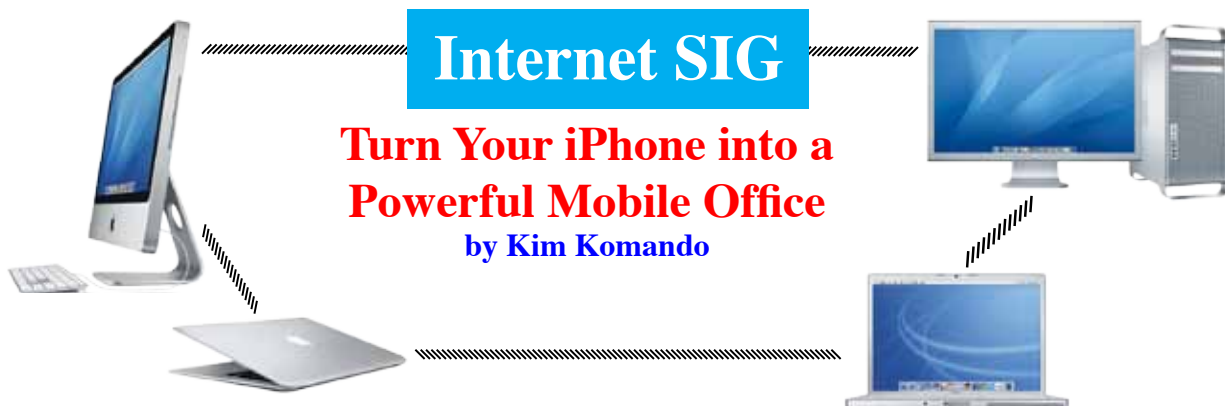 Internet SIG
Turn Your iPhone into a
Powerful Mobile Office
by Kim Komando